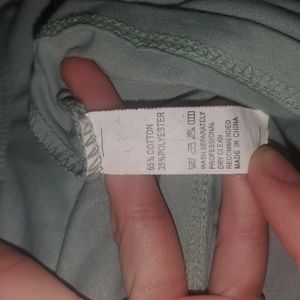 65% COTTON
35%POLYESTER
WASH SEPARATELY
PROFESSIONAL
DRY CLEAN
RECOMMENDED
MADE IN CHINA